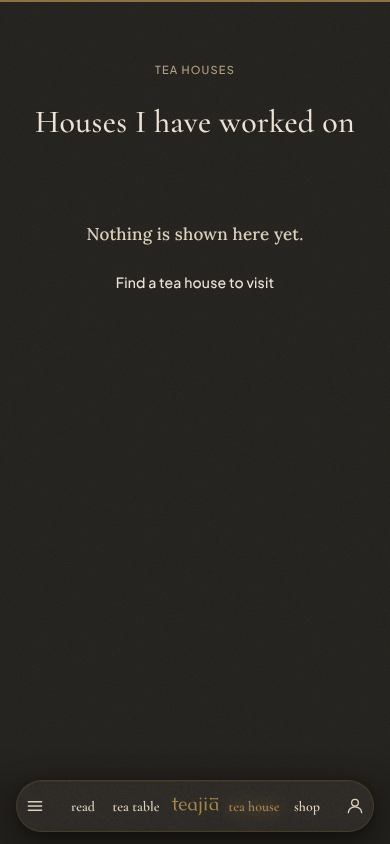 TEA HOUSES
Houses I have worked on
Nothing is shown here yet.
Find a tea house to visit
read tea table teajiā tea house shop